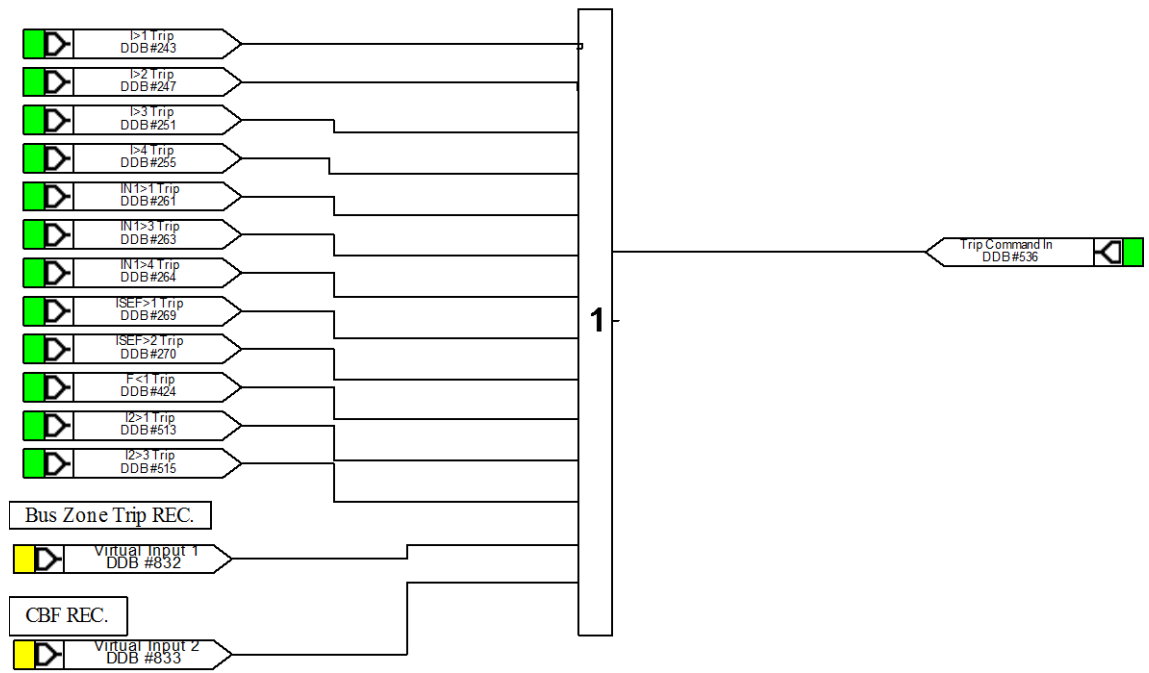 I>1 Trip
DDB#243
I>2 Trip
DDB#247
I>3 Trip
DDB#251
I>4 Trip
DDB#255
IN1>1 Trip
DDB#261
IN1>3 Trip
DDB#263
IN1>4 Trip
DDB#264
ISEF>1 Trip
DDB#269
ISEF>2 Trip
DDB#270
F<1 Trip
DDB#424
I2>1 Trip
DDB#513
I2>3 Trip
DDB#515
Bus Zone Trip REC.
Virtual Input 1
DDB #832
CBF REC.
Virtual Input 2
DDB #833
1
Trip Command In
DDB#536